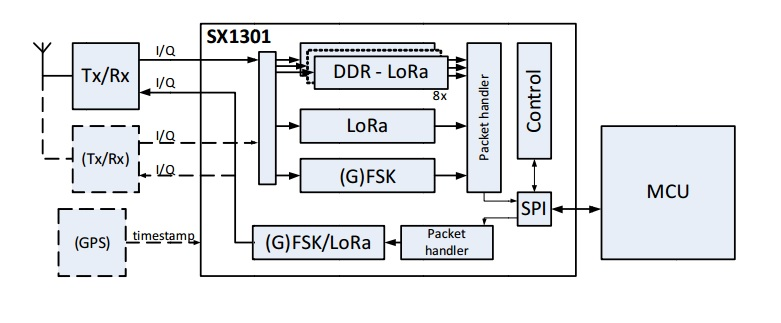 SX1301
I/Q
Tx/Rx
DDR - LoRa
I/Q
8x
Packet handler
Control
LoRa
I/Q
(Tx/Rx)
I/Q
(G)FSK
MCU
SPI
(GPS)
timestamp
(G)FSK/LoRa
Packet
handler